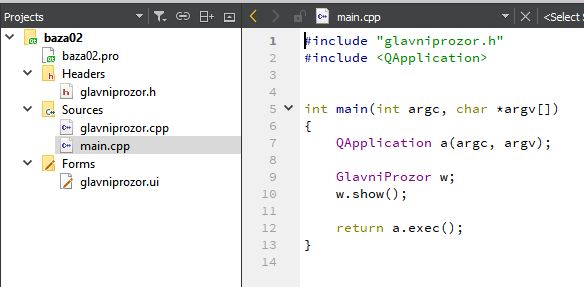 Projects
main.cpp
<Select S
baza02
baza02.pro
Headers
glavniprozor.h
Sources
glavniprozor.cpp
main.cpp
Forms
glavniprozor.ui
1 #include "glavniprozor.h"
2 #include <QApplication>
3
4
5 int main(int argc, char *argv[])
6 {
7 QApplication a(argc, argv);
8
9 GlavniProzor w;
10 w.show();
11
12 return a.exec();
13 }
14